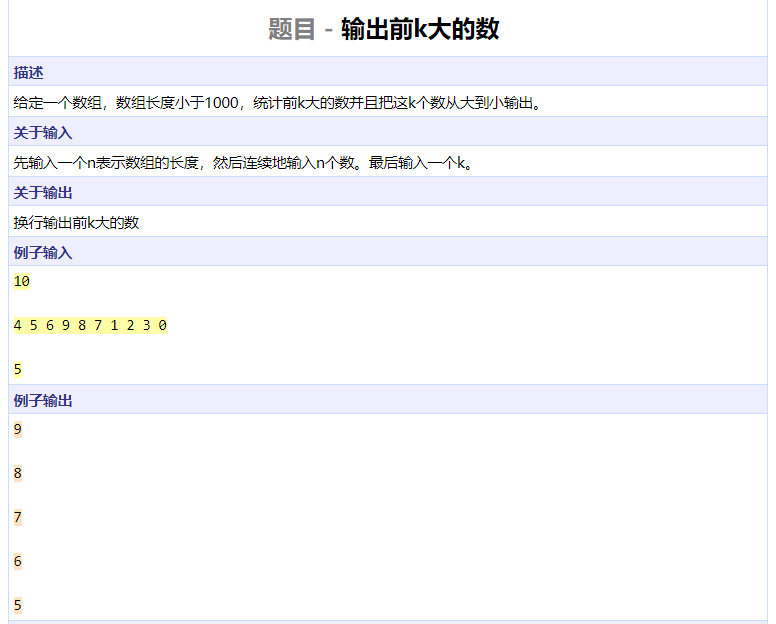 题目 - 输出前k大的数
描述
给定一个数组，数组长度小于1000，统计前k大的数并且把这k个数从大到小输出。
关于输入
先输入一个n表示数组的长度，然后连续地输入n个数。最后输入一个k。
关于输出
换行输出前k大的数
例子输入
10
4 5 6 9 8 7 1 2 3 0
5
例子输出
9
8
7
6
5